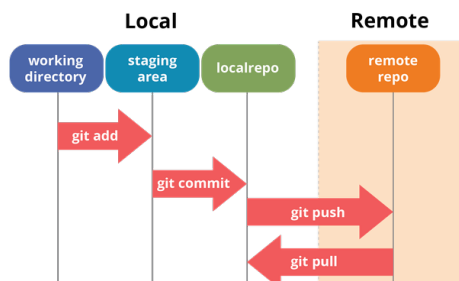 Local
Remote
working
directory
staging
area
localrepo
remote
repo
git add
git commit
git push
git pull